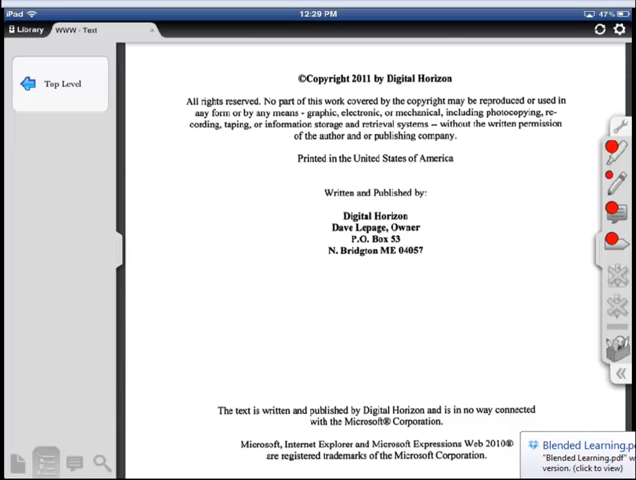 iPad
12:29 PM
47%
Library
WWW - Text
Top Level
©Copyright 2011 by Digital Horizon
All rights reserved. No part of this work covered by the copyright may be reproduced or used in
any form or by any means - graphic, electronic, or mechanical, including photocopying, re-
cording, taping, or information storage and retrieval systems – without the written permission
of the author and or publishing company.
Printed in the United States of America
Written and Published by:
Digital Horizon
Dave Lepage, Owner
P.O. Box 53
N. Bridgton ME 04057
The text is written and published by Digital Horizon and is in no way connected
with the Microsoft® Corporation.
Microsoft, Internet Explorer and Microsoft Expressions Web 2010®
are registered trademarks of the Microsoft Corporation.
Blended Learning.p
"Blended Learning.pdf" w
version. (click to view)